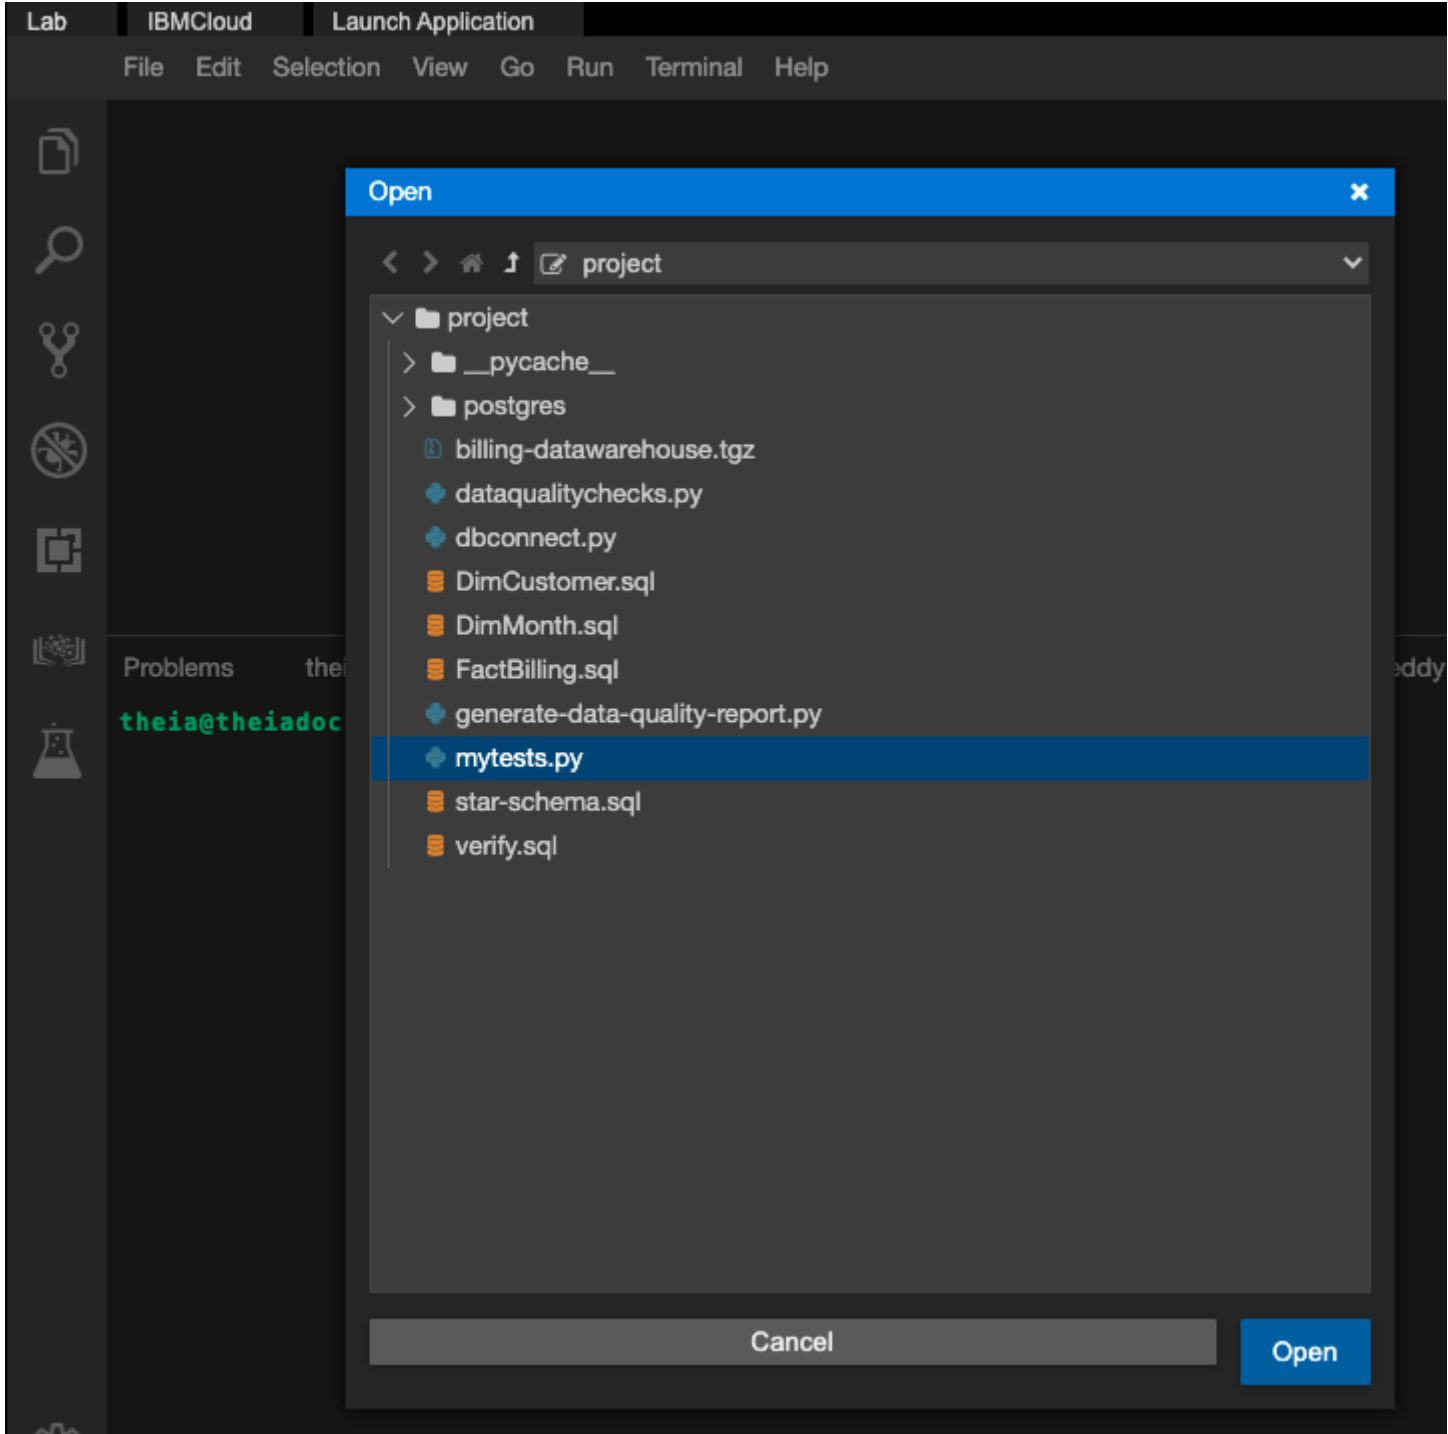 Lab IBMCloud Launch Application
File Edit Selection View Go Run Terminal Help
Open
project
project
__pycache__
postgres
billing-datawarehouse.tgz
dataqualitychecks.py
dbconnect.py
DimCustomer.sql
DimMonth.sql
FactBilling.sql
generate-data-quality-report.py
mytests.py
star-schema.sql
verify.sql
Problems thei eddy
theia@theiadoc
Cancel
Open